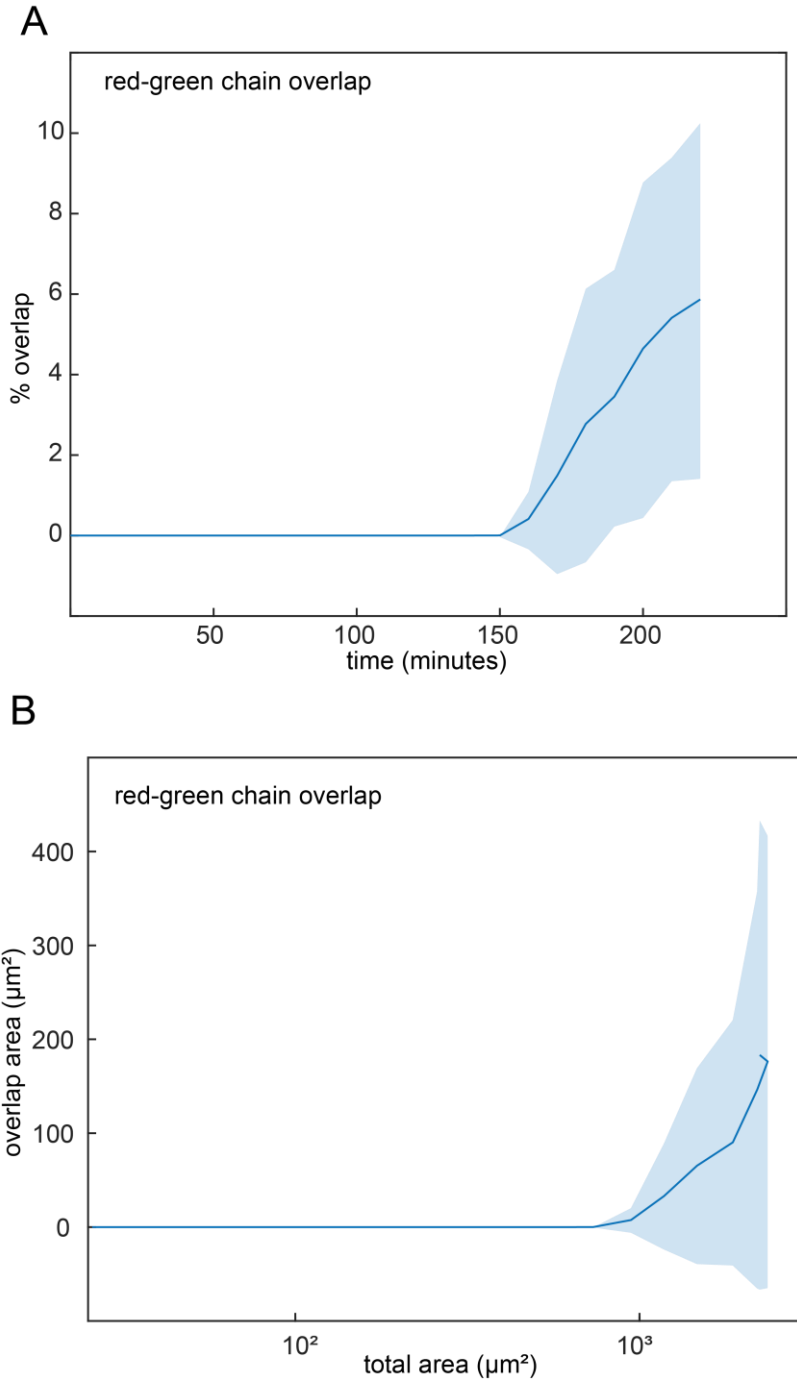 A
red-green chain overlap
10
8
6
4
2
0
% overlap
50 100 150 200
time (minutes)
B
red-green chain overlap
400
300
200
100
0
overlap area (µm²)
10² 10³
total area (µm²)